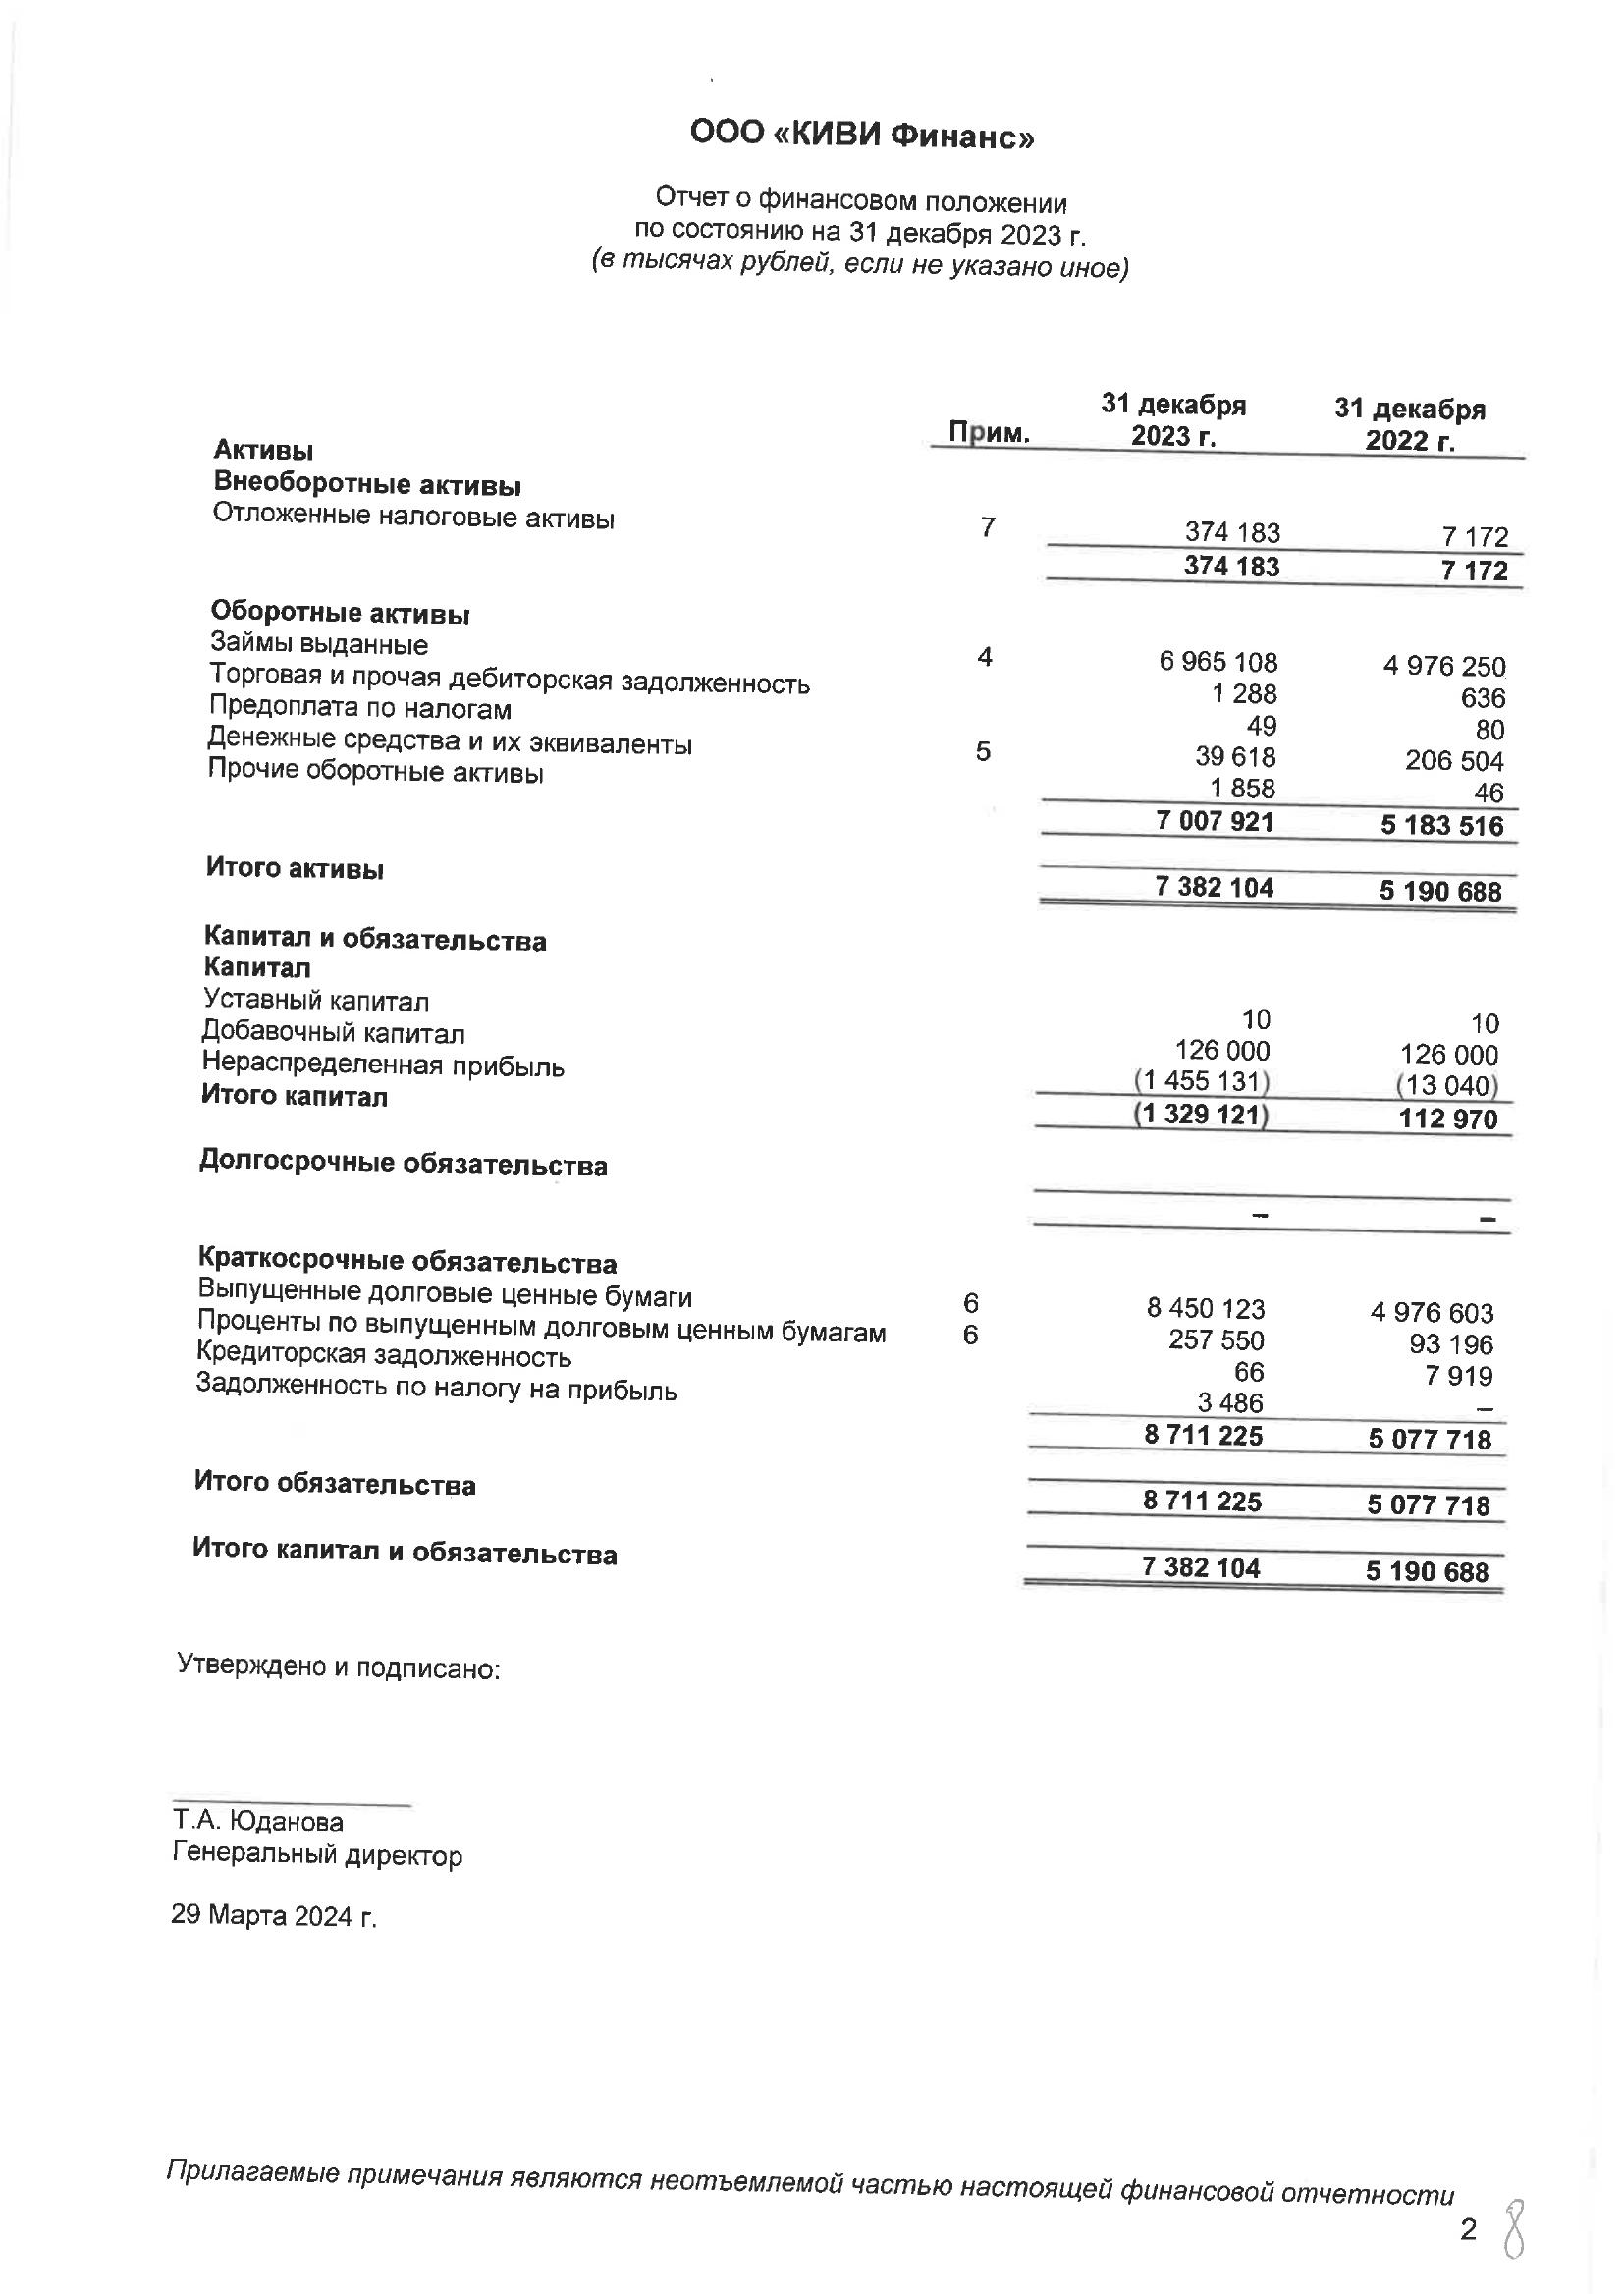 ООО «КИВИ Финанс»
Отчет о финансовом положении
по состоянию на 31 декабря 2023 г.
(в тысячах рублей, если не указано иное)
Прим. 31 декабря 2023 г. 31 декабря 2022 г.
Активы
Внеоборотные активы
Отложенные налоговые активы 7 374 183 7 172
374 183 7 172
Оборотные активы
Займы выданные 4 6 965 108 4 976 250
Торговая и прочая дебиторская задолженность 1 288 636
Предоплата по налогам 49 80
Денежные средства и их эквиваленты 5 39 618 206 504
Прочие оборотные активы 1 858 46
7 007 921 5 183 516
Итого активы 7 382 104 5 190 688
Капитал и обязательства
Капитал
Уставный капитал 10 10
Добавочный капитал 126 000 126 000
Нераспределенная прибыль (1 455 131) (13 040)
Итого капитал (1 329 121) 112 970
Долгосрочные обязательства
– –
Краткосрочные обязательства
Выпущенные долговые ценные бумаги 6 8 450 123 4 976 603
Проценты по выпущенным долговым ценным бумагам 6 257 550 93 196
Кредиторская задолженность 66 7 919
Задолженность по налогу на прибыль 3 486 –
8 711 225 5 077 718
Итого обязательства 8 711 225 5 077 718
Итого капитал и обязательства 7 382 104 5 190 688
Утверждено и подписано:
Т.А. Юданова
Генеральный директор
29 Марта 2024 г.
Прилагаемые примечания являются неотъемлемой частью настоящей финансовой отчетности
2 8